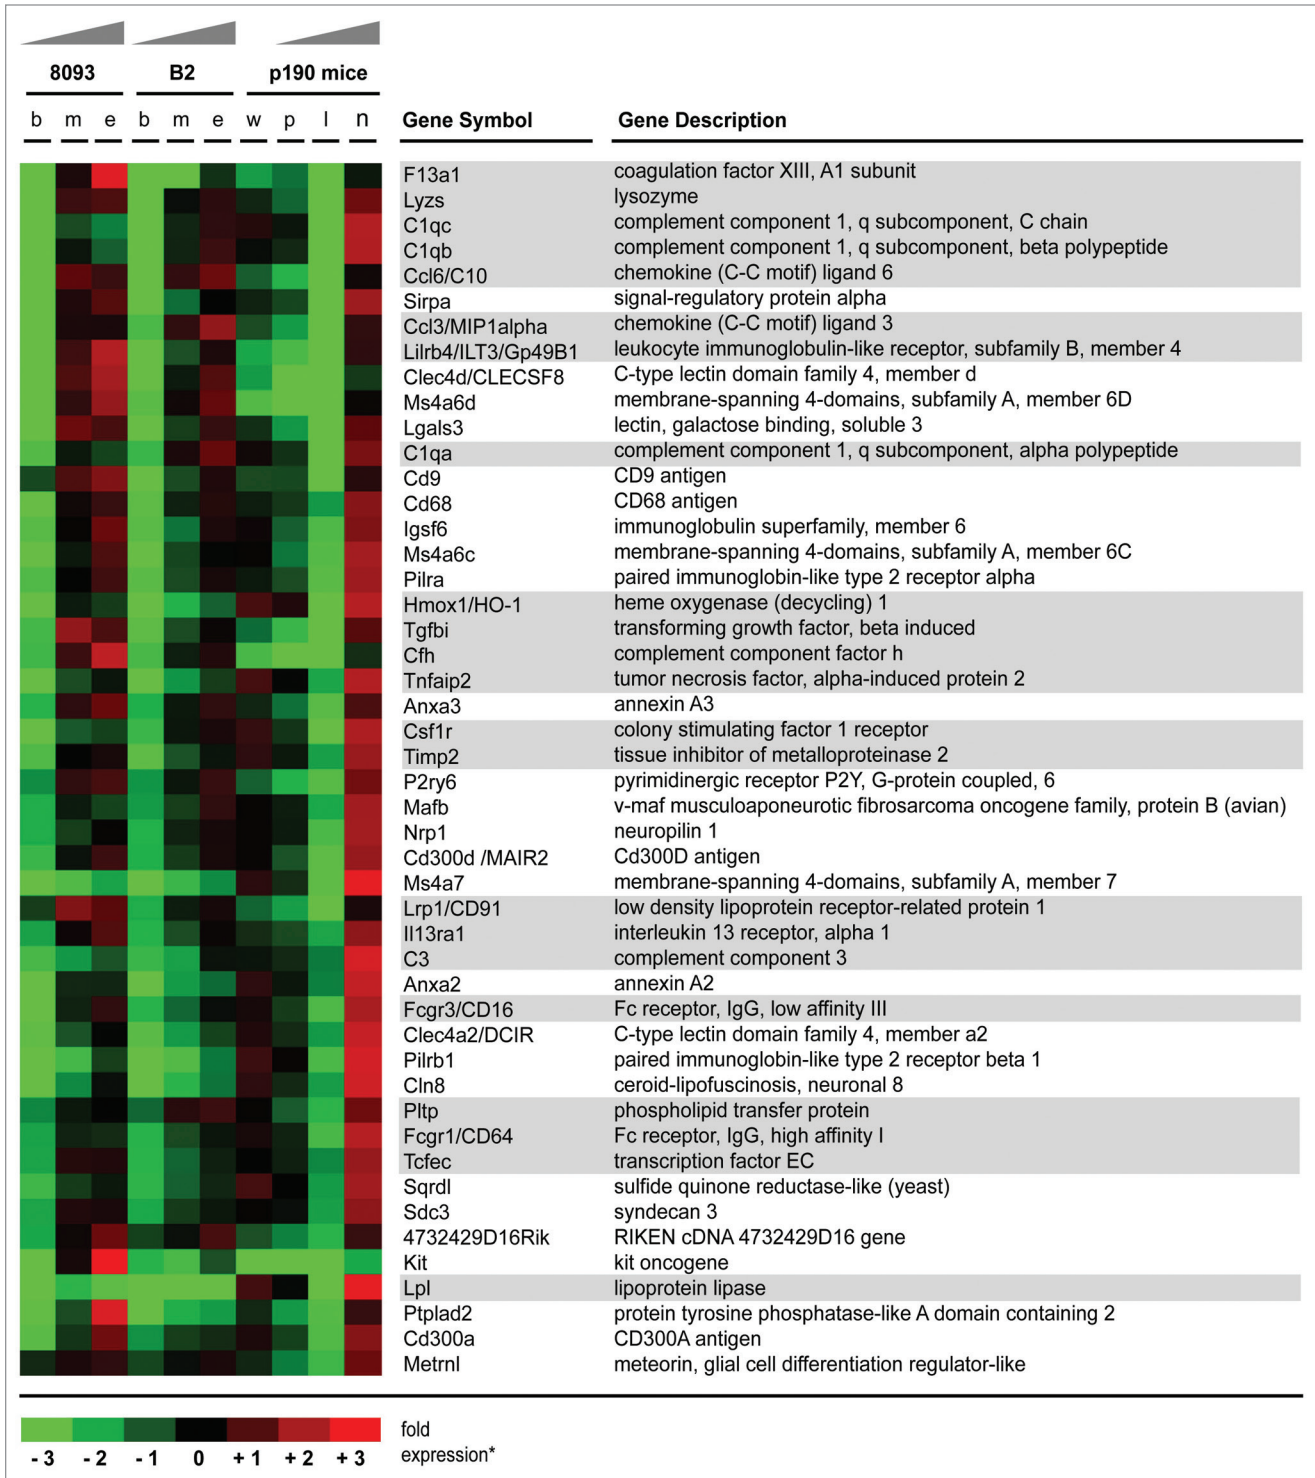 8093 B2 p190 mice
b m e b m e w p l n Gene Symbol Gene Description
F13a1 coagulation factor XIII, A1 subunit
Lyzs lysozyme
C1qc complement component 1, q subcomponent, C chain
C1qb complement component 1, q subcomponent, beta polypeptide
Ccl6/C10 chemokine (C-C motif) ligand 6
Sirpa signal-regulatory protein alpha
Ccl3/MIP1alpha chemokine (C-C motif) ligand 3
Lilrb4/ILT3/Gp49B1 leukocyte immunoglobulin-like receptor, subfamily B, member 4
Clec4d/CLECSF8 C-type lectin domain family 4, member d
Ms4a6d membrane-spanning 4-domains, subfamily A, member 6D
Lgals3 lectin, galactose binding, soluble 3
C1qa complement component 1, q subcomponent, alpha polypeptide
Cd9 CD9 antigen
Cd68 CD68 antigen
Igsf6 immunoglobulin superfamily, member 6
Ms4a6c membrane-spanning 4-domains, subfamily A, member 6C
Pilra paired immunoglobin-like type 2 receptor alpha
Hmox1/HO-1 heme oxygenase (decycling) 1
Tgfbi transforming growth factor, beta induced
Cfh complement component factor h
Tnfaip2 tumor necrosis factor, alpha-induced protein 2
Anxa3 annexin A3
Csf1r colony stimulating factor 1 receptor
Timp2 tissue inhibitor of metalloproteinase 2
P2ry6 pyrimidinergic receptor P2Y, G-protein coupled, 6
Mafb v-maf musculoaponeurotic fibrosarcoma oncogene family, protein B (avian)
Nrp1 neuropilin 1
Cd300d /MAIR2 Cd300D antigen
Ms4a7 membrane-spanning 4-domains, subfamily A, member 7
Lrp1/CD91 low density lipoprotein receptor-related protein 1
Il13ra1 interleukin 13 receptor, alpha 1
C3 complement component 3
Anxa2 annexin A2
Fcgr3/CD16 Fc receptor, IgG, low affinity III
Clec4a2/DCIR C-type lectin domain family 4, member a2
Pilrb1 paired immunoglobin-like type 2 receptor beta 1
Cln8 ceroid-lipofuscinosis, neuronal 8
Pltp phospholipid transfer protein
Fcgr1/CD64 Fc receptor, IgG, high affinity I
Tcfec transcription factor EC
Sqrdl sulfide quinone reductase-like (yeast)
Sdc3 syndecan 3
4732429D16Rik RIKEN cDNA 4732429D16 gene
Kit kit oncogene
Lpl lipoprotein lipase
Ptplad2 protein tyrosine phosphatase-like A domain containing 2
Cd300a CD300A antigen
Metrnl meteorin, glial cell differentiation regulator-like
fold
- 3 - 2 - 1 0 + 1 + 2 + 3 expression*